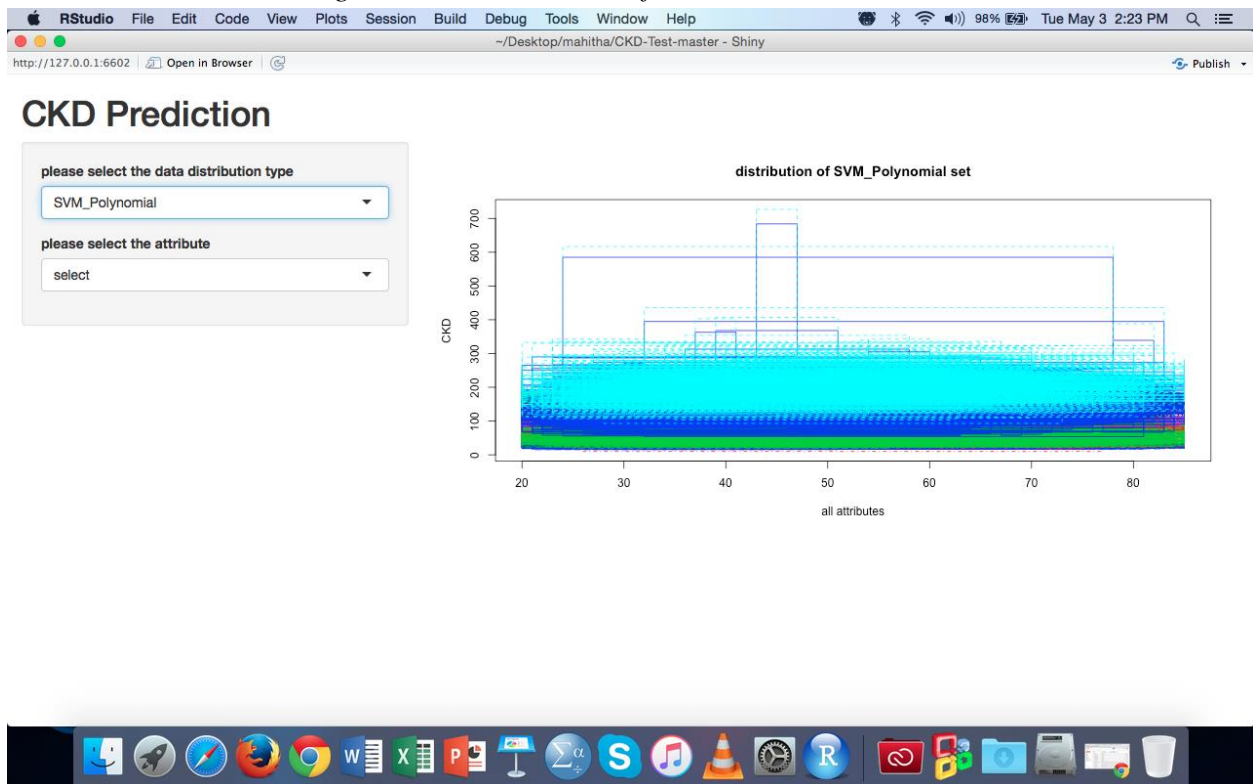 RStudio File Edit Code View Plots Session Build Debug Tools Window Help 98% Tue May 3 2:23 PM
~/Desktop/mahitha/CKD-Test-master - Shiny
http://127.0.0.1:6602 Open in Browser Publish
CKD Prediction
please select the data distribution type
SVM_Polynomial
please select the attribute
select
distribution of SVM_Polynomial set
CKD
700
600
500
400
300
200
100
0
20 30 40 50 60 70 80
all attributes